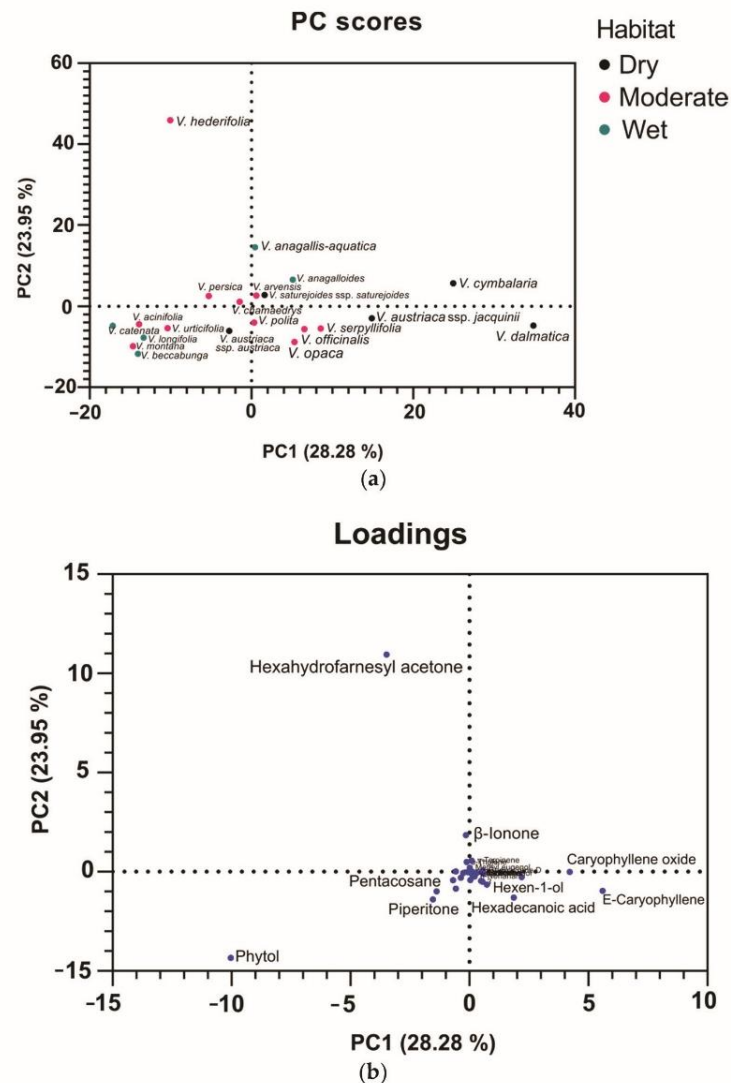 PC scores
Habitat
Dry
Moderate
Wet
60
40
20
0
−20
−20
0
20
40
PC2 (23.95 %)
PC1 (28.28 %)
V. hederifolia
V. anagallis-aquatica
V. anagalloides
V. cymbalaria
V. persica
V. arvensis
V. saturejoides ssp. saturejoides
V. chamaedrys
V. acinifolia
V. polita
V. austriaca ssp. jacquinii
V. catenata
V. urticifolia
V. serpyllifolia
V. dalmatica
V. longifolia
V. austriaca
ssp. austriaca
V. officinalis
V. montana
V. opaca
V. beccabunga
(a)
Loadings
15
10
5
0
−15
−15
−10
−5
0
5
10
PC2 (23.95 %)
PC1 (28.28 %)
Hexahydrofarnesyl acetone
β-Ionone
Caryophyllene oxide
Pentacosane
Hexen-1-ol
E-Caryophyllene
Piperitone
Hexadecanoic acid
Phytol
(b)